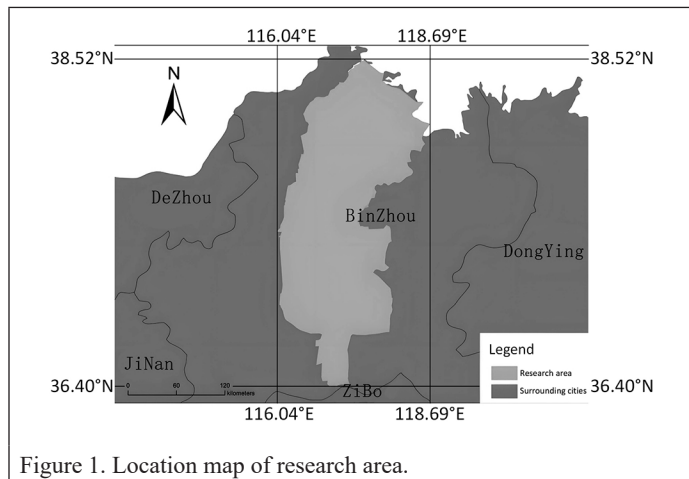 116.04°E 118.69°E
38.52°N 38.52°N
N
DeZhou
BinZhou
DongYing
Legend
JiNan
Research area
0 60 120
kilometers
36.40°N ZiBo Surrounding cities 36.40°N
116.04°E 118.69°E
Figure 1. Location map of research area.